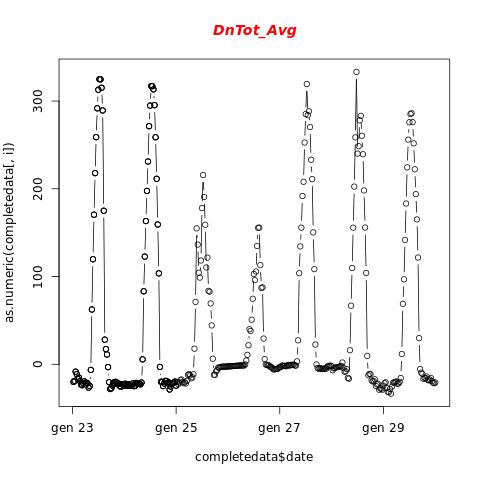 DnTot_Avg
as.numeric(completedata[, i])
300
200
100
0
gen 23
gen 25
gen 27
gen 29
completedata$date